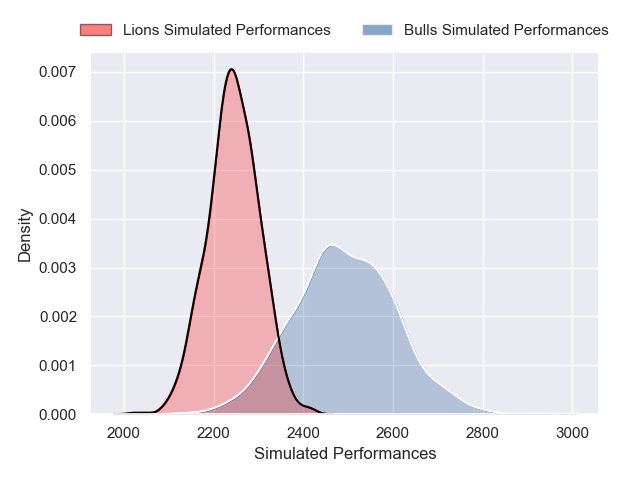 Lions Simulated Performances Bulls Simulated Performances
0.007
0.006
0.005
0.004
0.003
0.002
0.001
0.000
Density
2000 2200 2400 2600 2800 3000
Simulated Performances